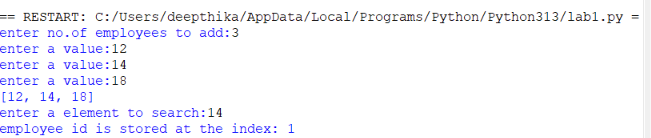 == RESTART: C:/Users/deepthika/AppData/Local/Programs/Python/Python313/lab1.py =
enter no.of employees to add:3
enter a value:12
enter a value:14
enter a value:18
[12, 14, 18]
enter a element to search:14
employee id is stored at the index: 1